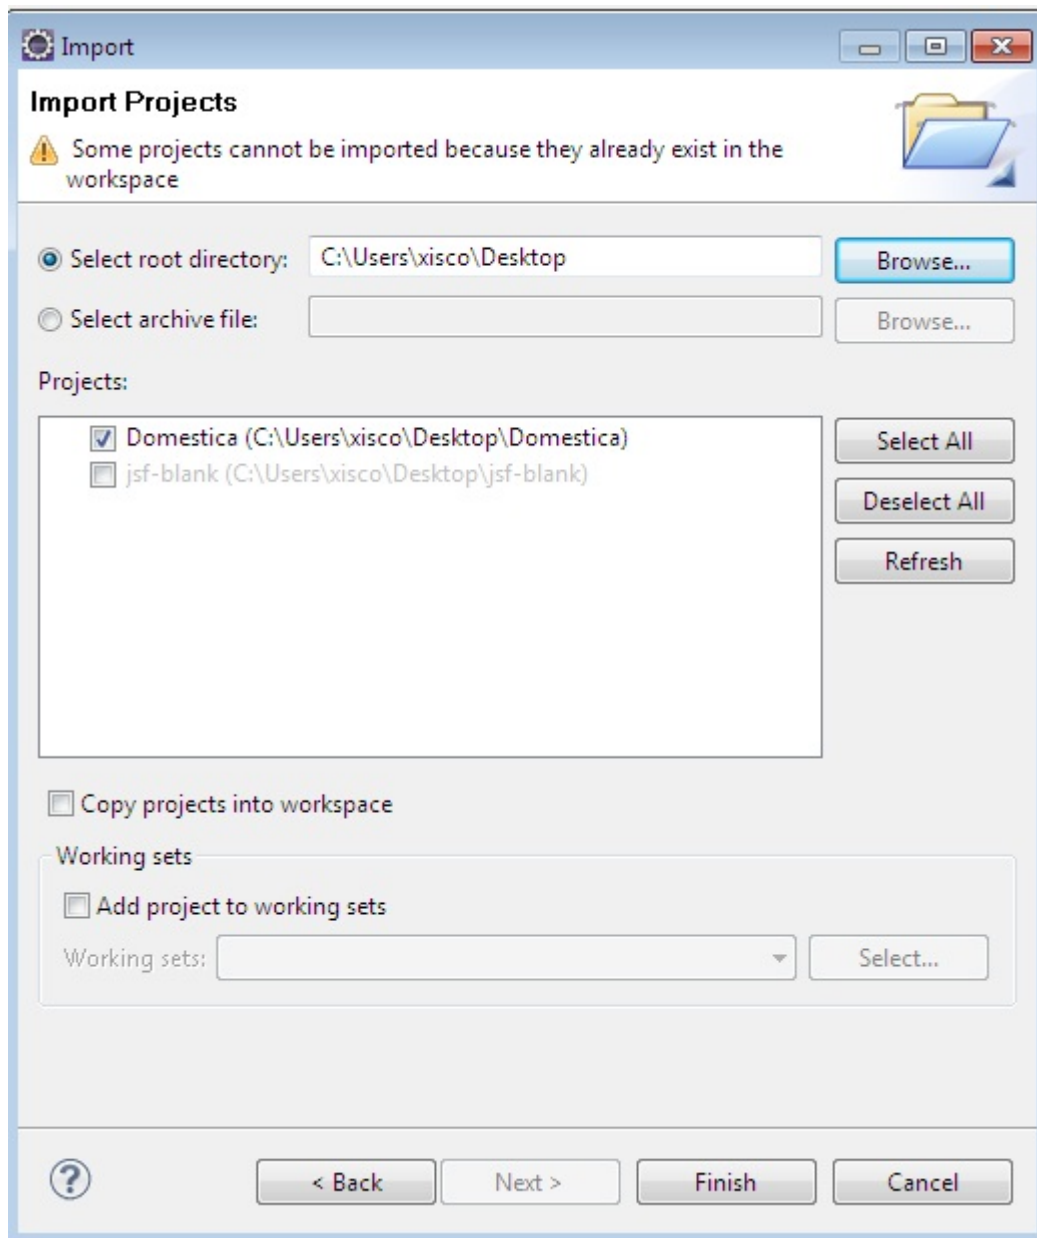 Import
Import Projects
Some projects cannot be imported because they already exist in the
workspace
Select root directory: C:\Users\xisco\Desktop Browse...
Select archive file: Browse...
Projects:
Domestica (C:\Users\xisco\Desktop\Domestica) Select All
jsf-blank (C:\Users\xisco\Desktop\jsf-blank)
Deselect All
Refresh
Copy projects into workspace
Working sets
Add project to working sets
Working sets: Select...
? < Back Next > Finish Cancel